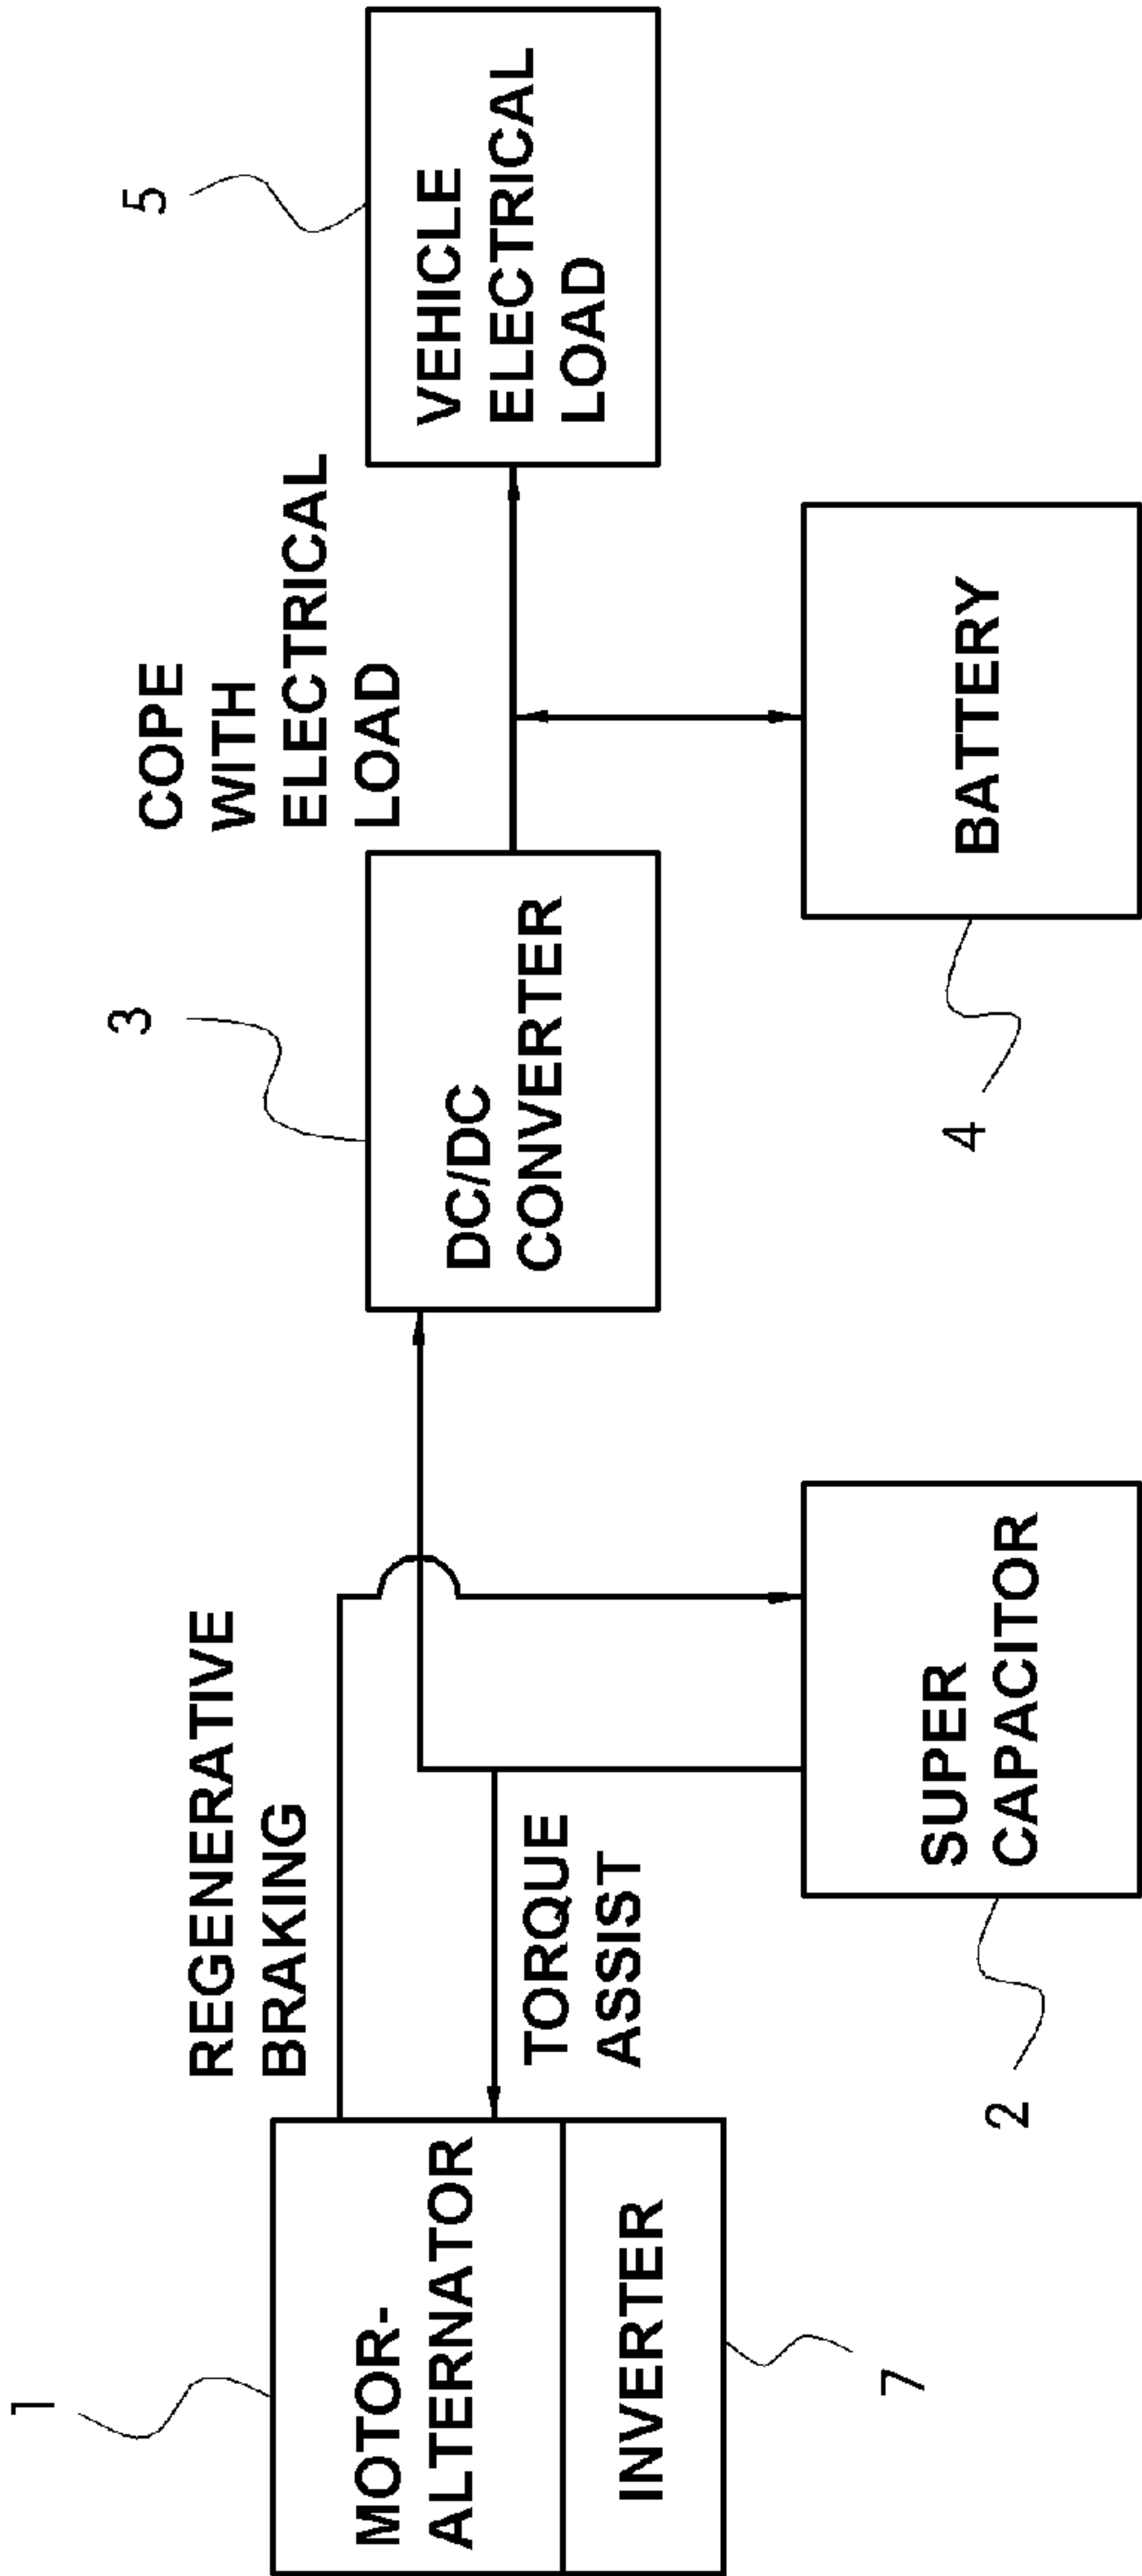 1
MOTOR-
ALTERNATOR
INVERTER
7
REGENERATIVE
BRAKING
TORQUE
ASSIST
SUPER
CAPACITOR
2
3
DC/DC
CONVERTER
COPE
WITH
ELECTRICAL
LOAD
BATTERY
4
5
VEHICLE
ELECTRICAL
LOAD